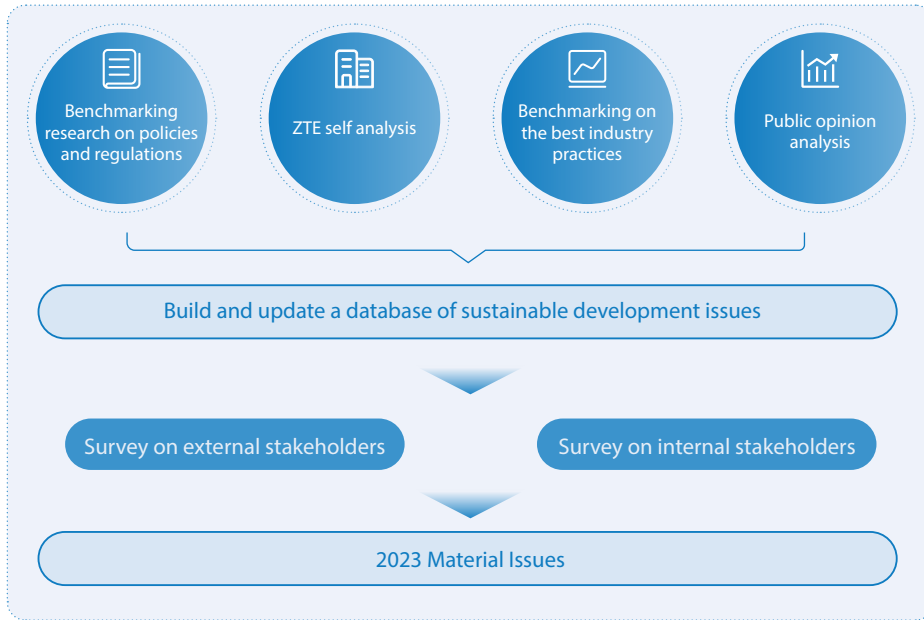 Benchmarking
research on policies
and regulations
ZTE self analysis
Benchmarking on
the best industry
practices
Public opinion
analysis
Build and update a database of sustainable development issues
Survey on external stakeholders
Survey on internal stakeholders
2023 Material Issues